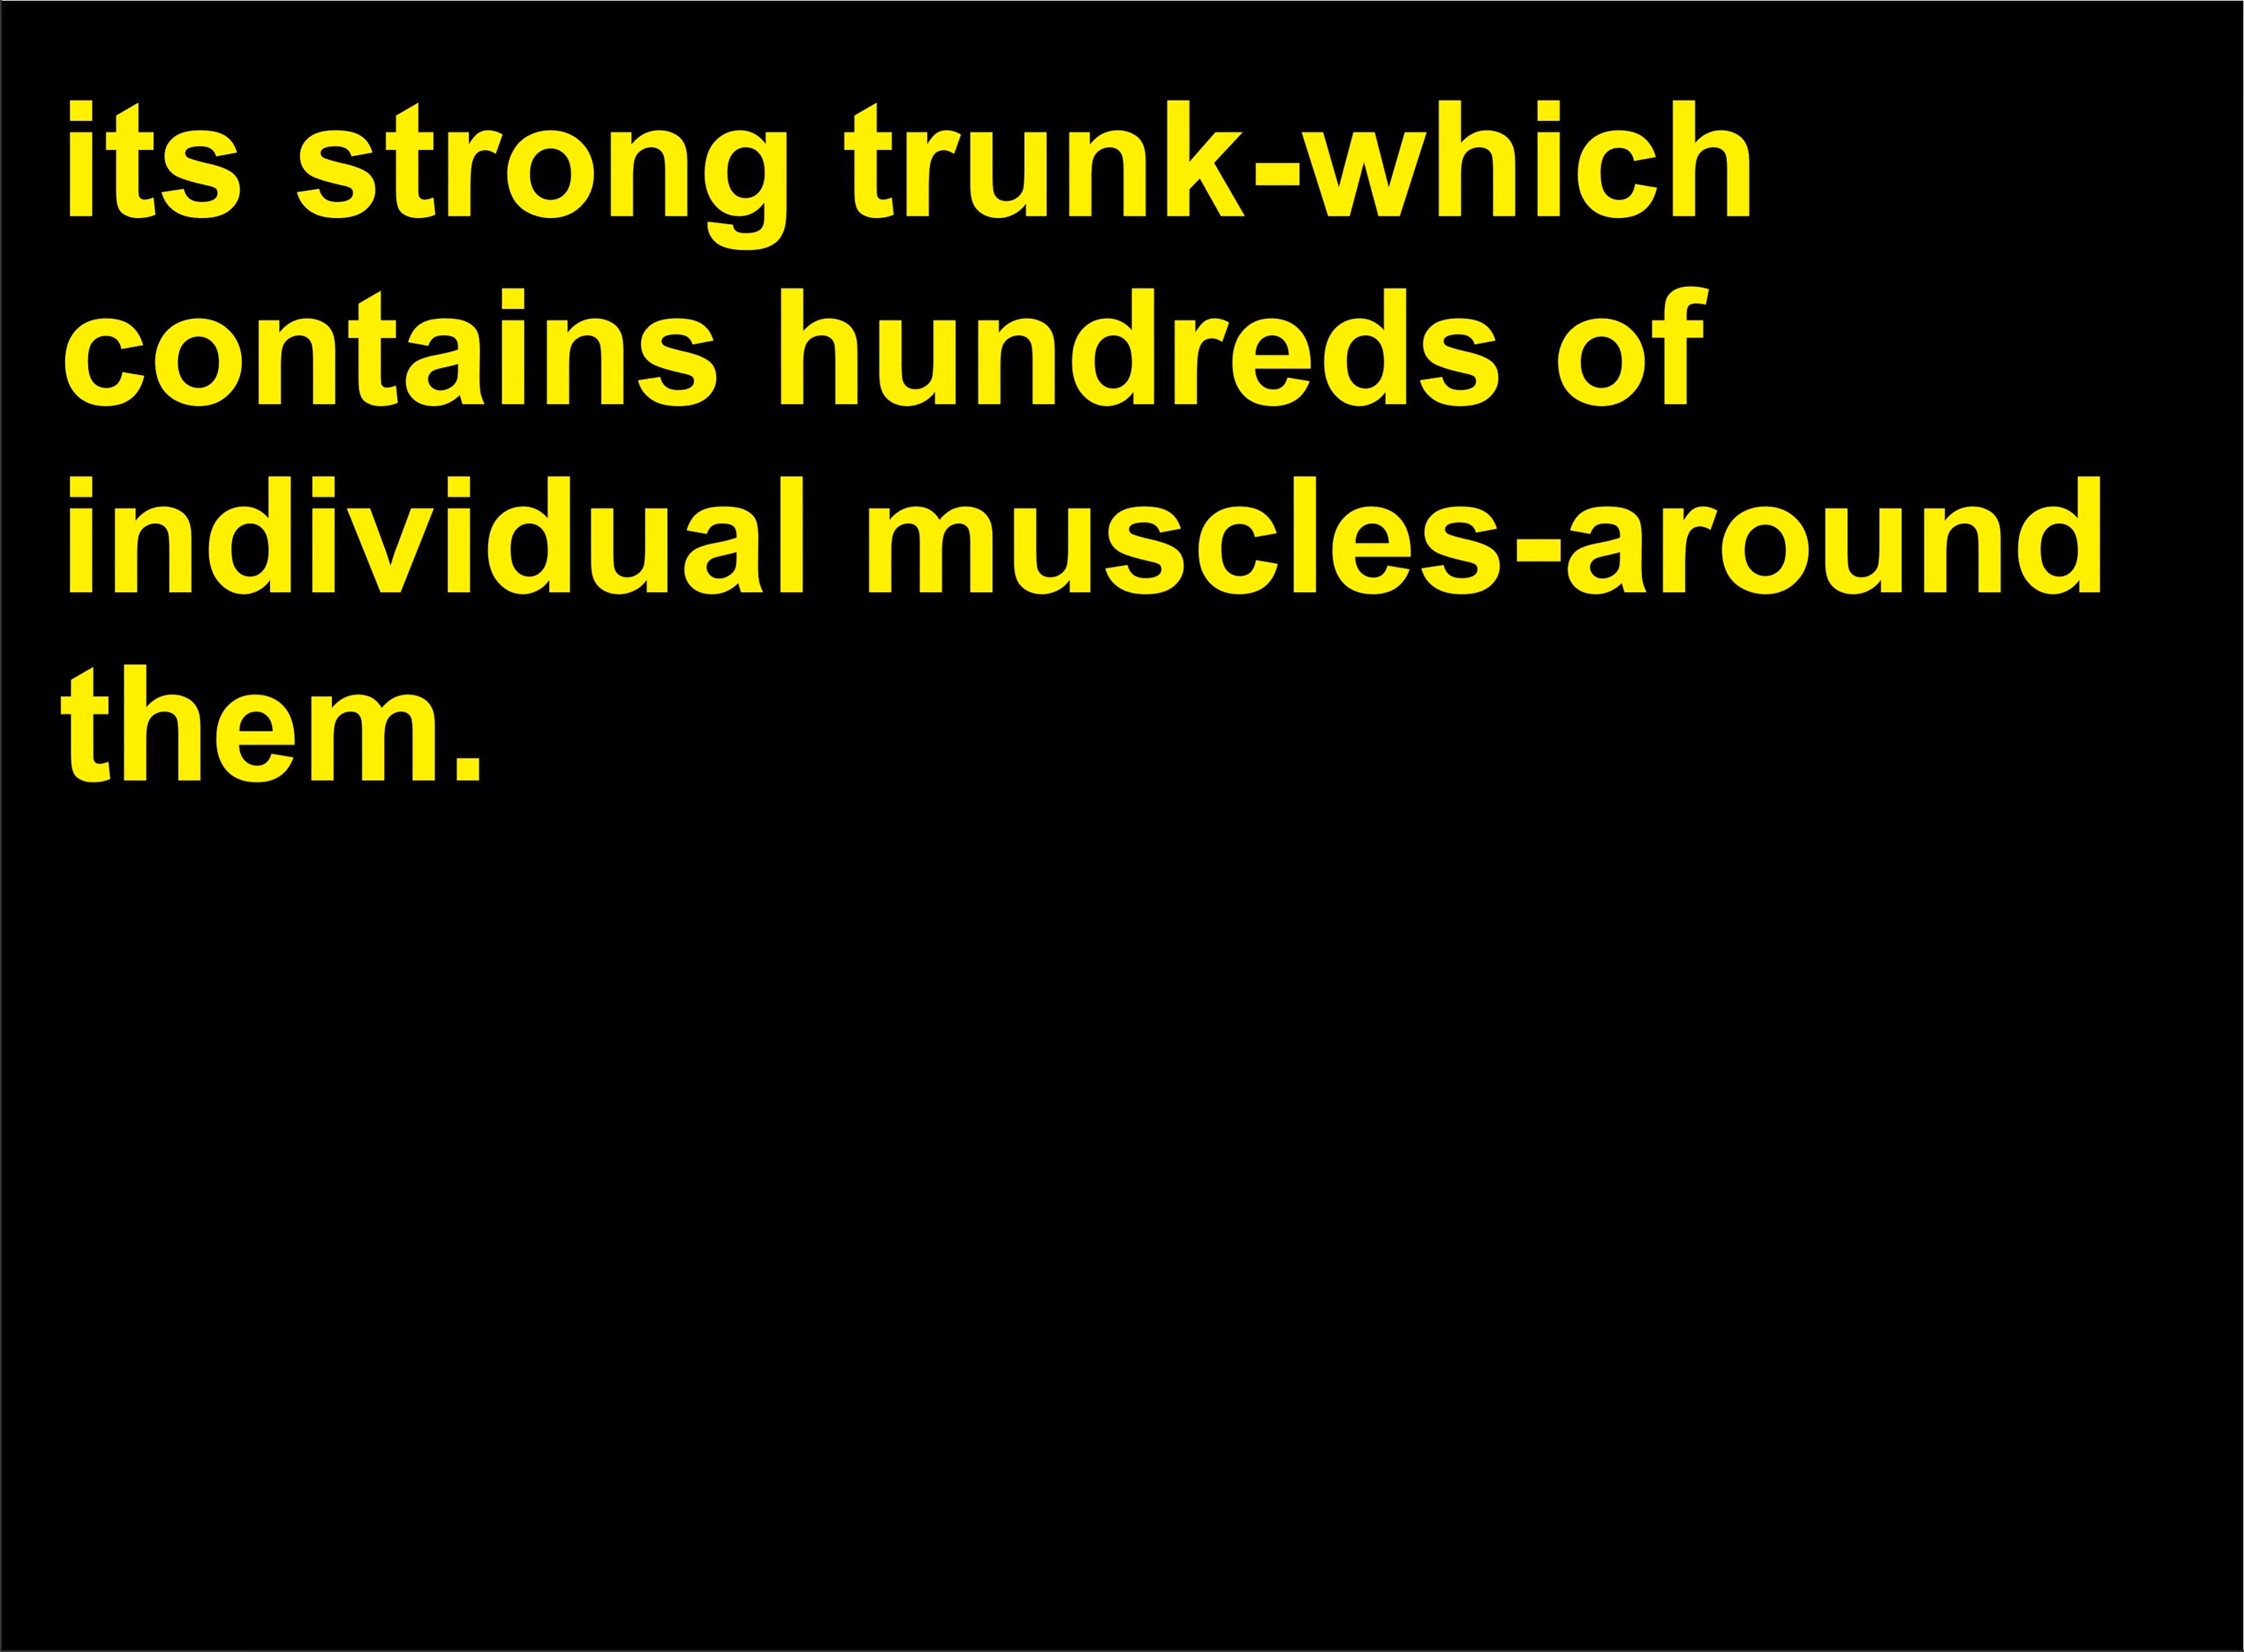 its strong trunk-which
contains hundreds of
individual muscles-around
them.